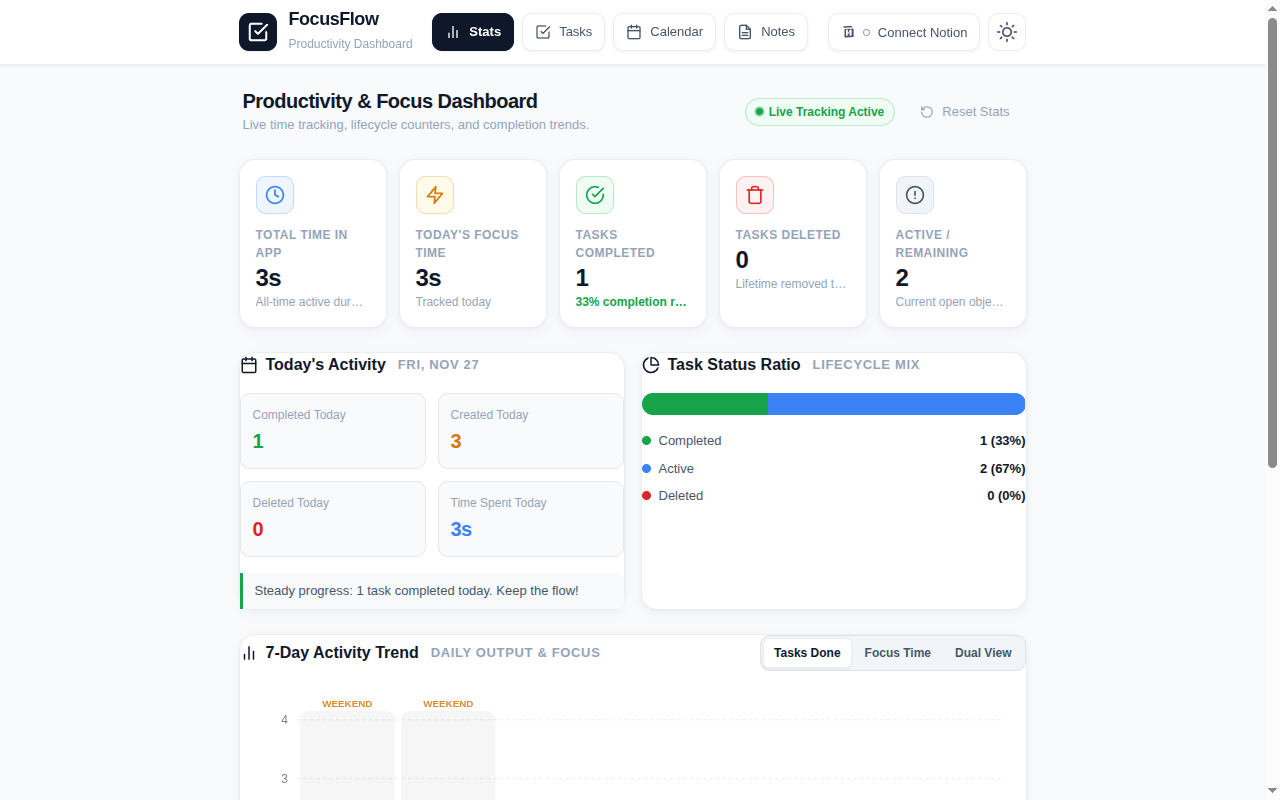 FocusFlow
Productivity Dashboard
Stats
Tasks
Calendar
Notes
Connect Notion
Productivity & Focus Dashboard
Live time tracking, lifecycle counters, and completion trends.
Live Tracking Active
Reset Stats
TOTAL TIME IN
APP
3s
All-time active dur…
TODAY'S FOCUS
TIME
3s
Tracked today
TASKS
COMPLETED
1
33% completion r…
TASKS DELETED
0
Lifetime removed t…
ACTIVE /
REMAINING
2
Current open obje…
Today's Activity FRI, NOV 27
Completed Today
1
Created Today
3
Deleted Today
0
Time Spent Today
3s
Steady progress: 1 task completed today. Keep the flow!
Task Status Ratio LIFECYCLE MIX
Completed 1 (33%)
Active 2 (67%)
Deleted 0 (0%)
7-Day Activity Trend DAILY OUTPUT & FOCUS
Tasks Done Focus Time Dual View
WEEKEND WEEKEND
4
3